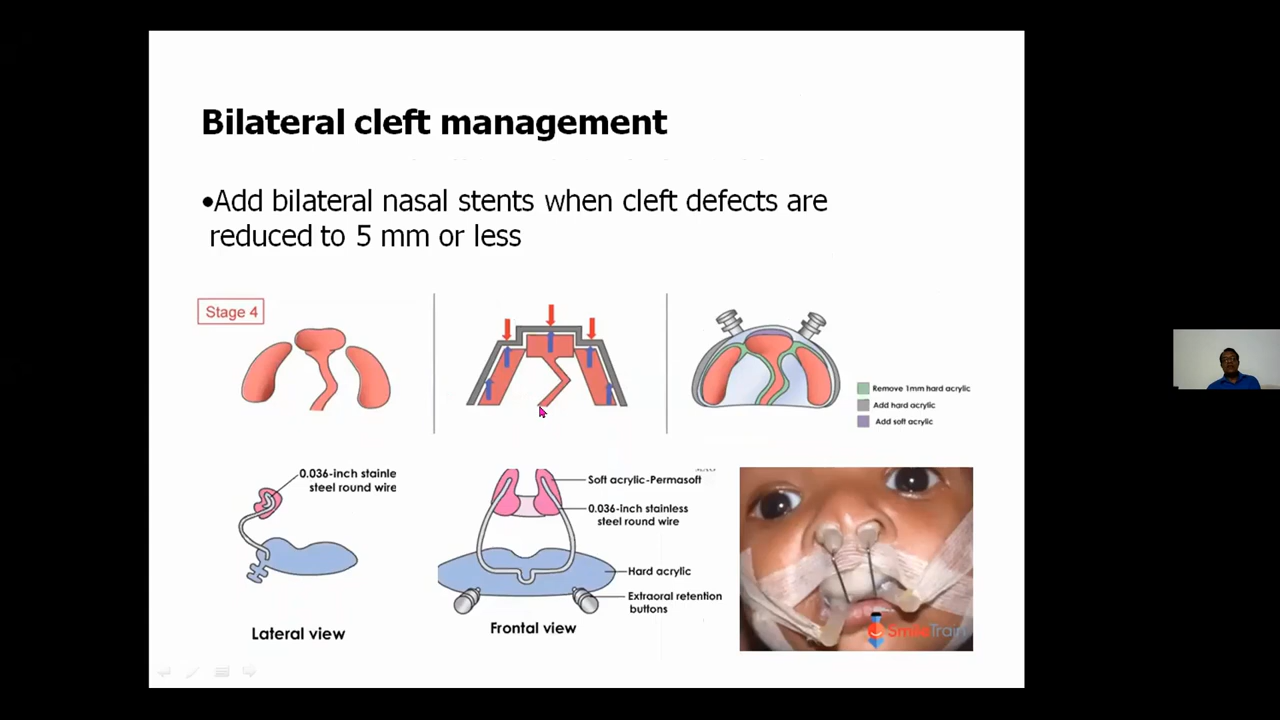 Bilateral cleft management
•Add bilateral nasal stents when cleft defects are
reduced to 5 mm or less
Stage 4
Remove 1mm hard acrylic
Add hard acrylic
Add soft acrylic
0.036-inch stainle
steel round wire
Lateral view
Soft acrylic-Permasoft
0.036-inch stainless
steel round wire
Hard acrylic
Extraoral retention
buttons
Frontal view
SmileTrain